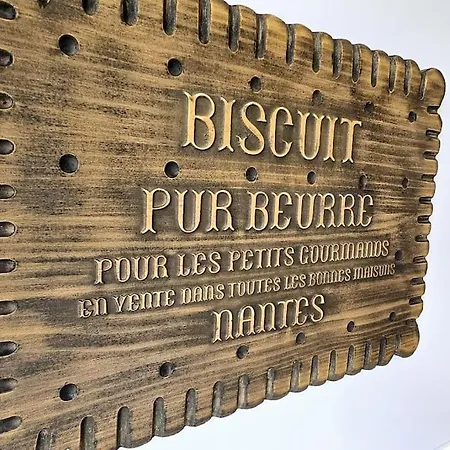 BISCUIT
PUR BEURRE
POUR LES PETITS GOURMANDS
EN VENTE DANS TOUTES LES BONNES MAISONS
NANTES